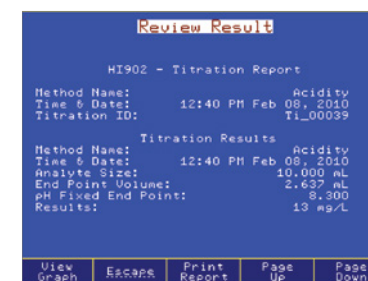 Review Result
HI902 - Titration Report
Method Name: Acidity
Time & Date: 12:40 PM Feb 08, 2010
Titration ID: Ti_00039
Titration Results
Method Name: Acidity
Time & Date: 12:40 PM Feb 08, 2010
Analyte Size: 10.000 mL
End Point Volume: 2.637 mL
pH Fixed End Point: 8.300
Results: 13 mg/L
View Graph
Escape
Print Report
Page Up
Page Down